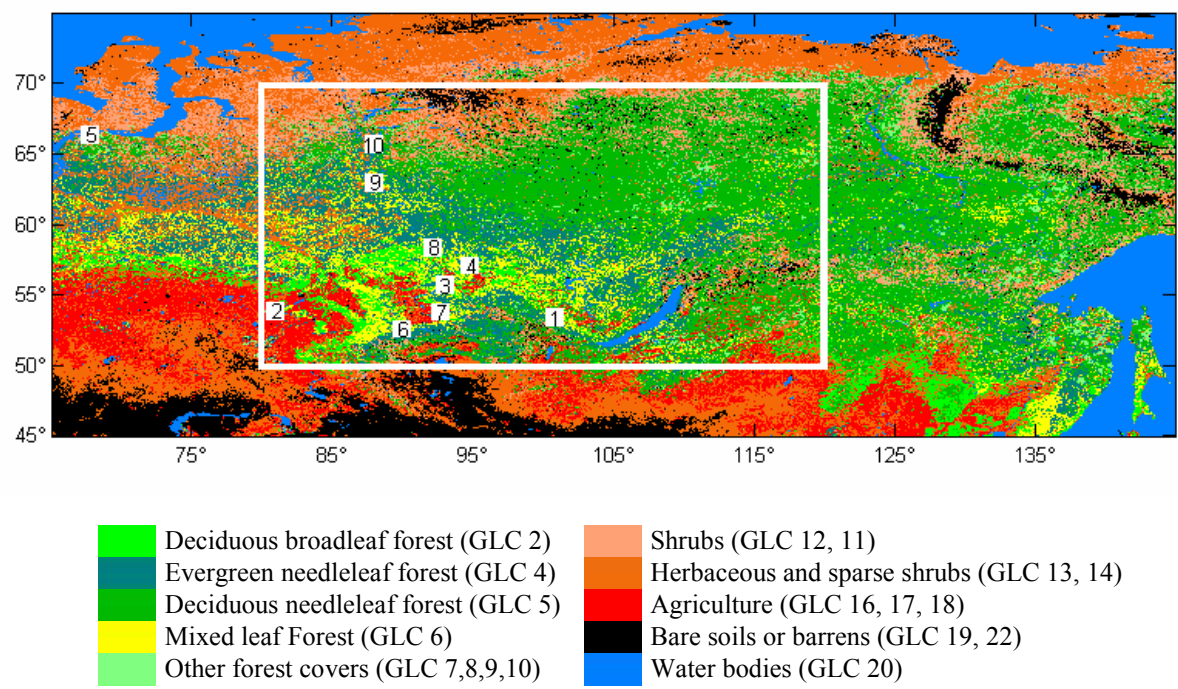 70°
5
10
65°
9
60°
8
4
3
55°
2
7
1
6
50°
45°
75° 85° 95° 105° 115° 125° 135°
Deciduous broadleaf forest (GLC 2)
Evergreen needleleaf forest (GLC 4)
Deciduous needleleaf forest (GLC 5)
Mixed leaf Forest (GLC 6)
Other forest covers (GLC 7,8,9,10)
Shrubs (GLC 12, 11)
Herbaceous and sparse shrubs (GLC 13, 14)
Agriculture (GLC 16, 17, 18)
Bare soils or barrens (GLC 19, 22)
Water bodies (GLC 20)